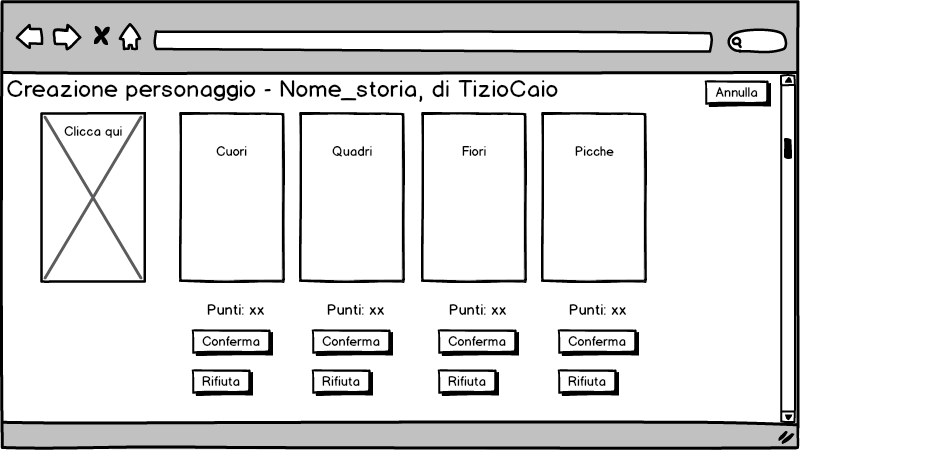 Creazione personaggio - Nome_storia, di TizioCaio
Annulla
Clicca qui
Cuori
Quadri
Fiori
Picche
Punti: xx
Punti: xx
Punti: xx
Punti: xx
Conferma
Conferma
Conferma
Conferma
Rifiuta
Rifiuta
Rifiuta
Rifiuta